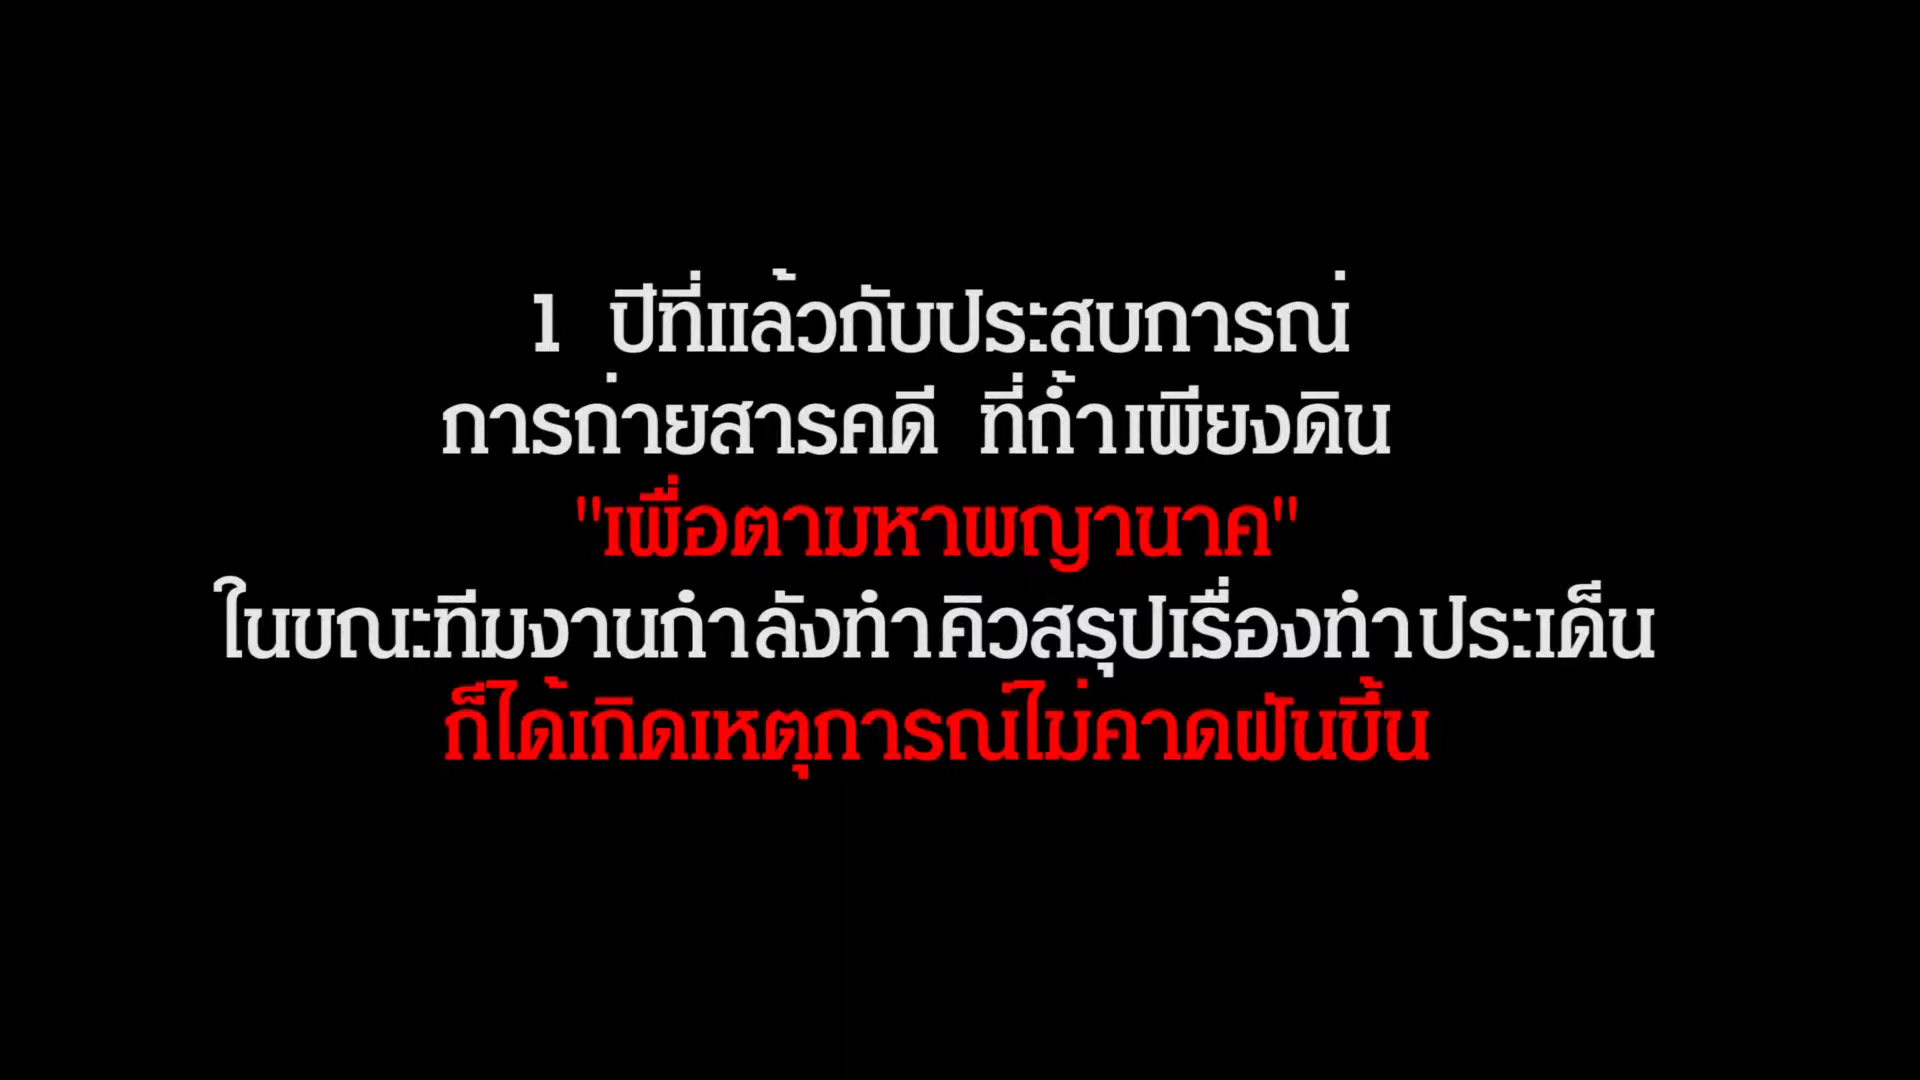 1 ปีที่แล้วกับประสบการณ่
การถ่ายสารคดี ที่ถ้ำเพียงดิน
"เพื่อตามหาพญานาค"
ในขณะทีมงานกำลังทำคิวสรุปเรื่องทำประเด็น
ก็ได้เกิดเหตุการณ์ไม่คาดฝันขึ้น